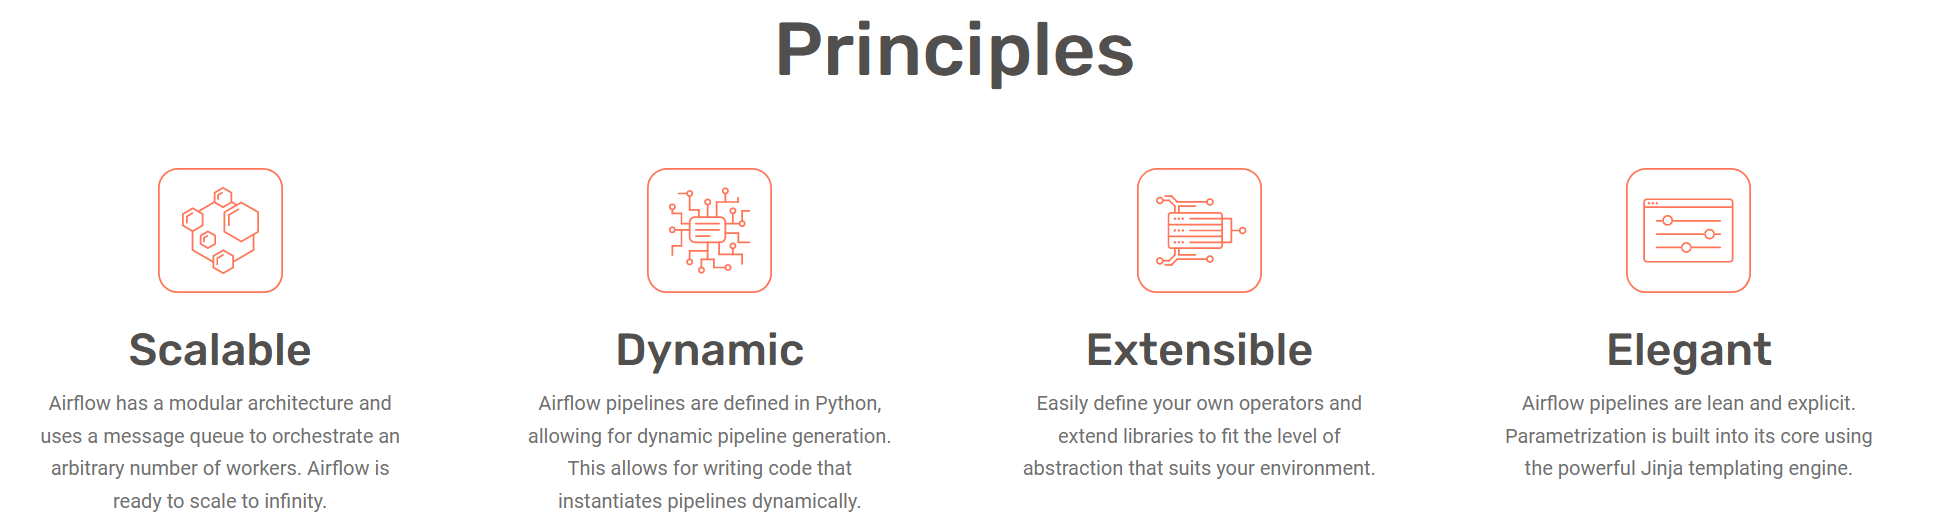 Principles
Scalable
Airflow has a modular architecture and
uses a message queue to orchestrate an
arbitrary number of workers. Airflow is
ready to scale to infinity.
Dynamic
Airflow pipelines are defined in Python,
allowing for dynamic pipeline generation.
This allows for writing code that
instantiates pipelines dynamically.
Extensible
Easily define your own operators and
extend libraries to fit the level of
abstraction that suits your environment.
Elegant
Airflow pipelines are lean and explicit.
Parametrization is built into its core using
the powerful Jinja templating engine.